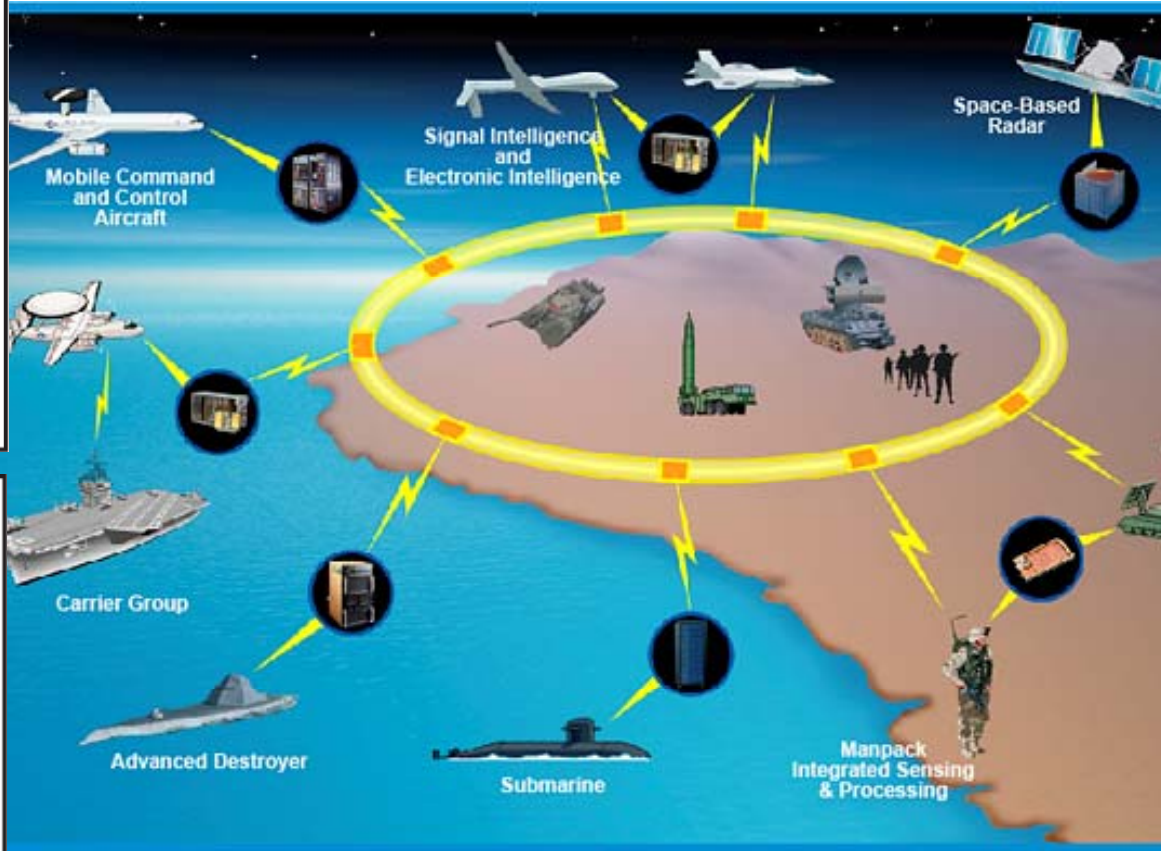 Signal Intelligence
and
Electronic Intelligence
Space-Based
Radar
Mobile Command
and Control
Aircraft
Carrier Group
Advanced Destroyer
Submarine
Manpack
Integrated Sensing
& Processing